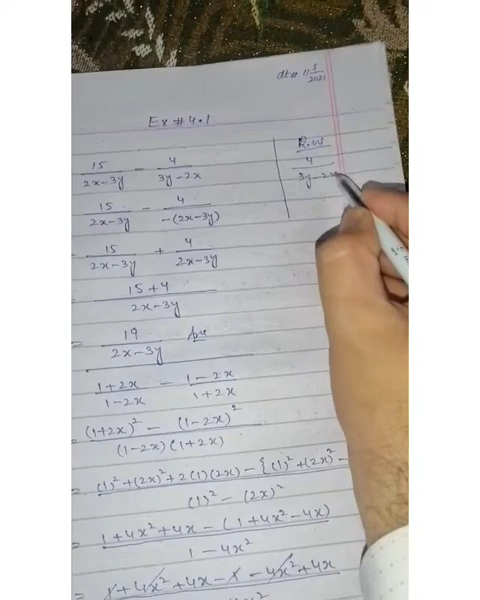 dt# 11 5/2021
Ex # 4.1
15/(2x-3y) - 4/(3y-2x)
R.W
4/(3y-2x)
15/(2x-3y) - 4/-(2x-3y)
15/(2x-3y) + 4/(2x-3y)
(15+4)/(2x-3y)
= 19/(2x-3y) Ans
(1+2x)/(1-2x) - (1-2x)/(1+2x)
= ((1+2x)² - (1-2x)²)/((1-2x)(1+2x))
= ((1)²+(2x)²+2(1)(2x) - {(1)²+(2x)² -)/((1)² - (2x)²)
= (1+4x²+4x - (1+4x²-4x))/(1-4x²)
= 1+4x²+4x-1-4x²+4x